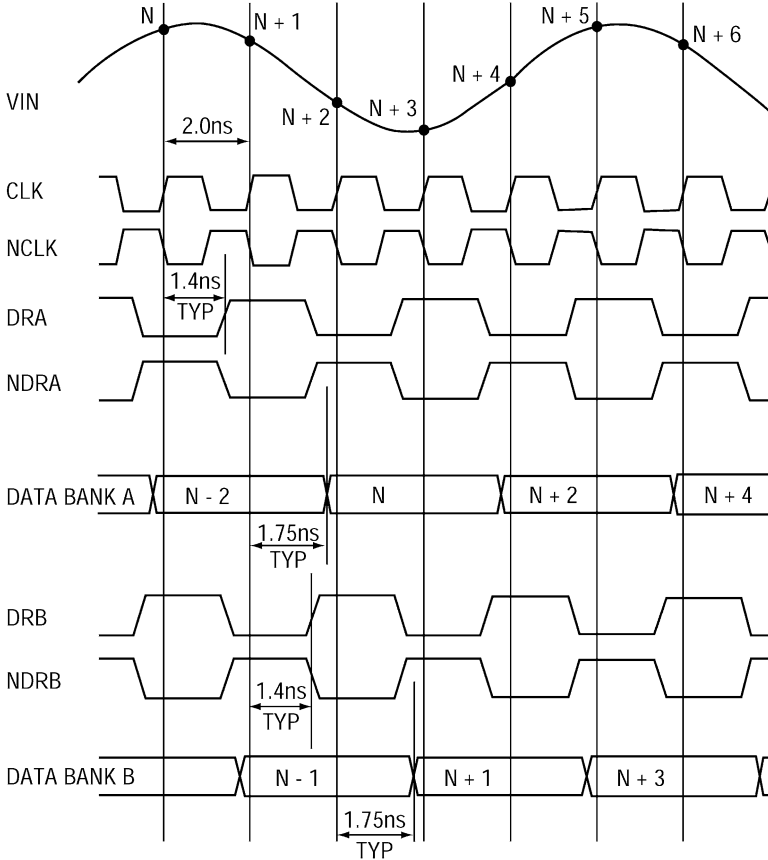 N
N + 1
N + 2
N + 3
N + 4
N + 5
N + 6
VIN
2.0ns
CLK
NCLK
1.4ns
TYP
DRA
NDRA
DATA BANK A
N - 2
N
N + 2
N + 4
1.75ns
TYP
DRB
NDRB
1.4ns
TYP
DATA BANK B
N - 1
N + 1
N + 3
1.75ns
TYP